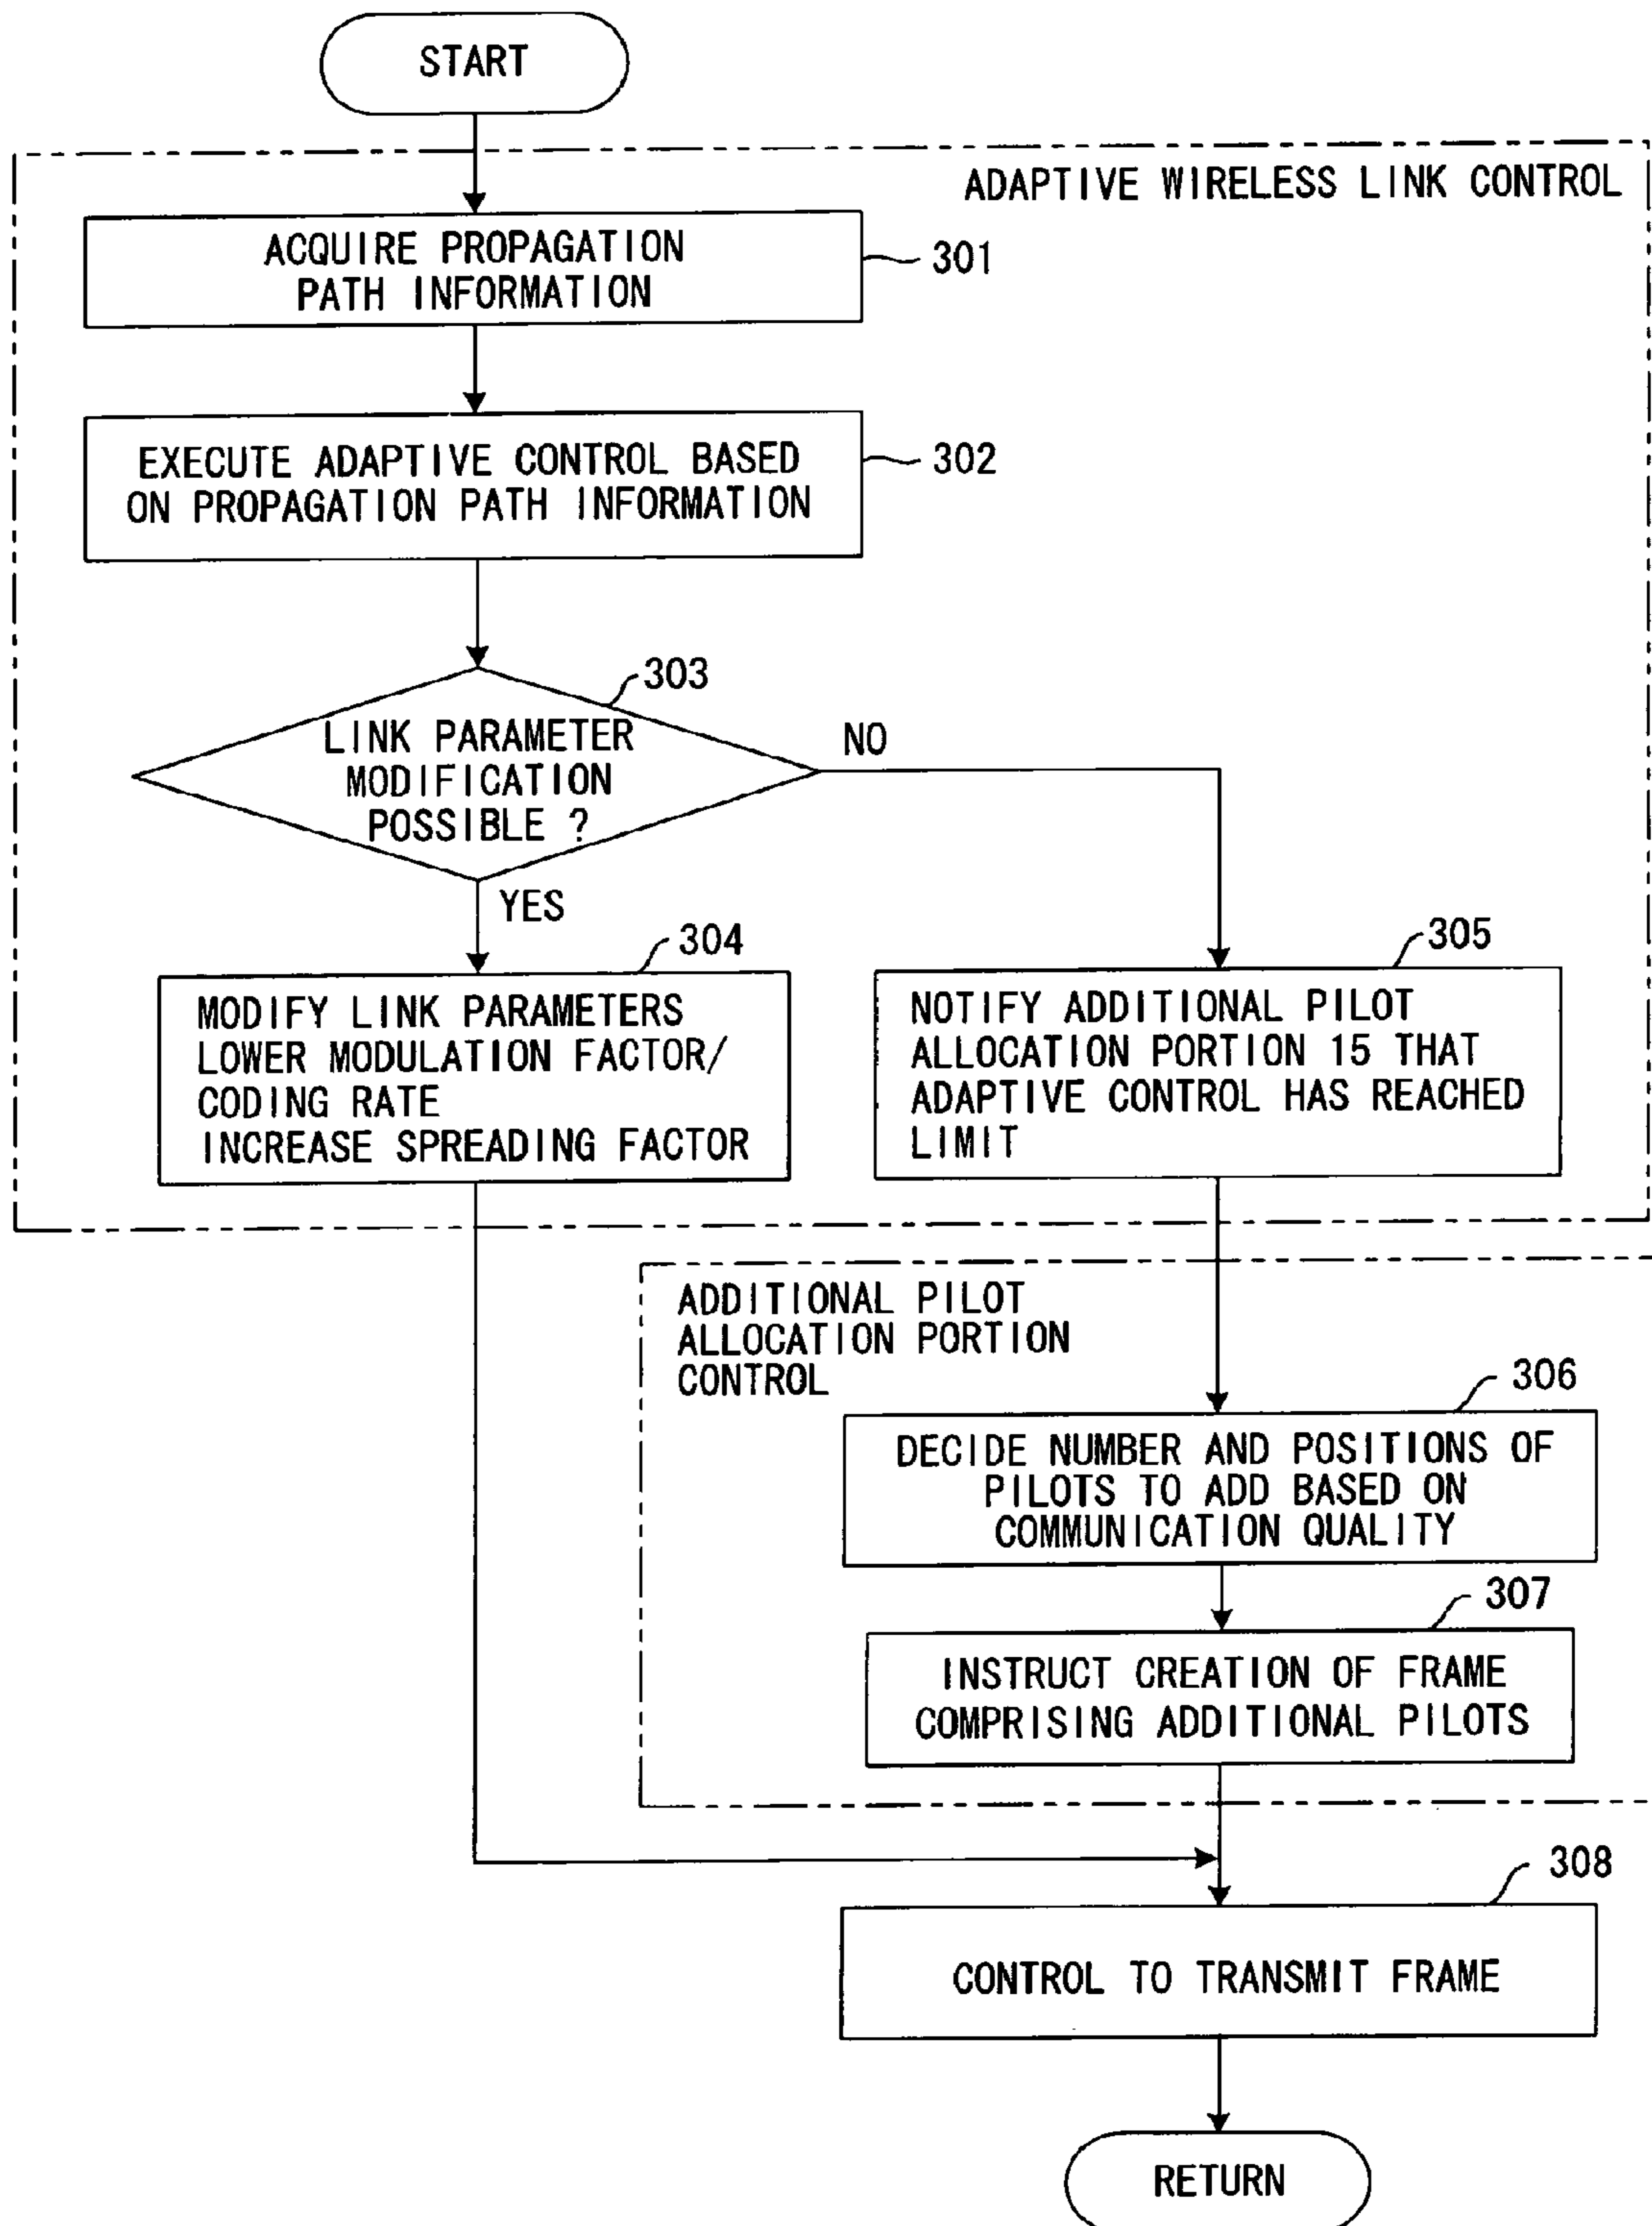 START
ADAPTIVE WIRELESS LINK CONTROL
ACQUIRE PROPAGATION
PATH INFORMATION
301
EXECUTE ADAPTIVE CONTROL BASED
ON PROPAGATION PATH INFORMATION
302
303
LINK PARAMETER
MODIFICATION
POSSIBLE ?
NO
YES
304
MODIFY LINK PARAMETERS
LOWER MODULATION FACTOR/
CODING RATE
INCREASE SPREADING FACTOR
305
NOTIFY ADDITIONAL PILOT
ALLOCATION PORTION 15 THAT
ADAPTIVE CONTROL HAS REACHED
LIMIT
ADDITIONAL PILOT
ALLOCATION PORTION
CONTROL
306
DECIDE NUMBER AND POSITIONS OF
PILOTS TO ADD BASED ON
COMMUNICATION QUALITY
307
INSTRUCT CREATION OF FRAME
COMPRISING ADDITIONAL PILOTS
308
CONTROL TO TRANSMIT FRAME
RETURN